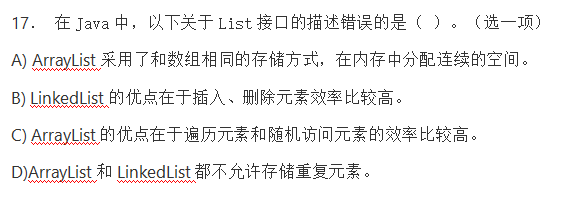 17. 在 Java 中，以下关于 List 接口的描述错误的是（ ）。（选一项）
A) ArrayList 采用了和数组相同的存储方式，在内存中分配连续的空间。
B) LinkedList 的优点在于插入、删除元素效率比较高。
C) ArrayList 的优点在于遍历元素和随机访问元素的效率比较高。
D)ArrayList 和 LinkedList 都不允许存储重复元素。